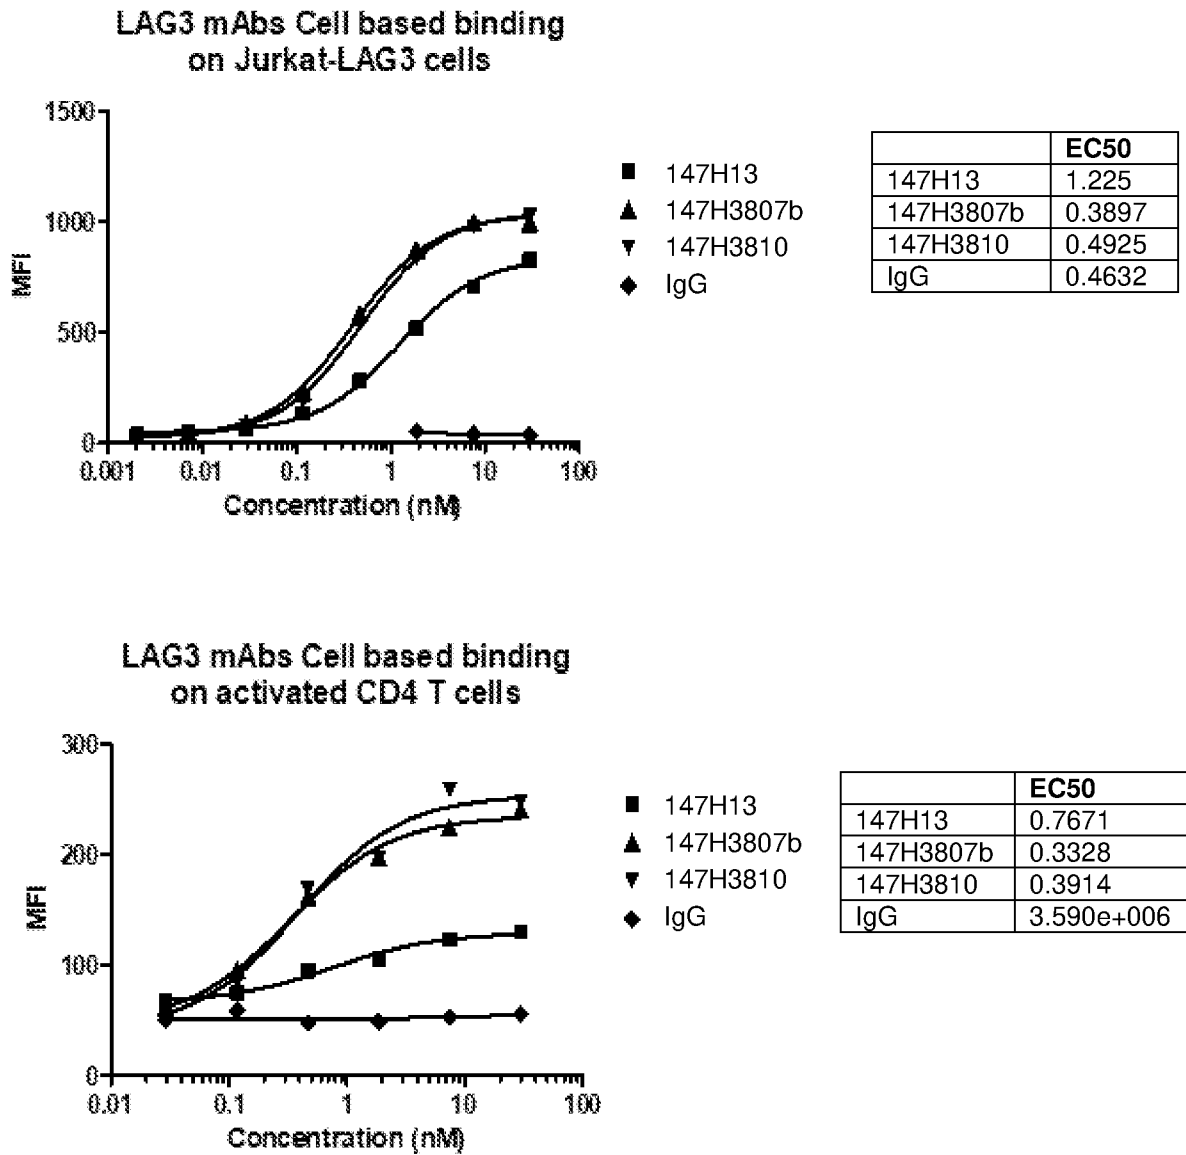 LAG3 mAbs Cell based binding
on Jurkat-LAG3 cells
1500
1000
500
0
MFI
0.001 0.01 0.1 1 10 100
Concentration (nM)
147H13
147H3807b
147H3810
IgG
EC50
147H13 1.225
147H3807b 0.3897
147H3810 0.4925
IgG 0.4632
LAG3 mAbs Cell based binding
on activated CD4 T cells
300
200
100
0
MFI
0.01 0.1 1 10 100
Concentration (nM)
147H13
147H3807b
147H3810
IgG
EC50
147H13 0.7671
147H3807b 0.3328
147H3810 0.3914
IgG 3.590e+006